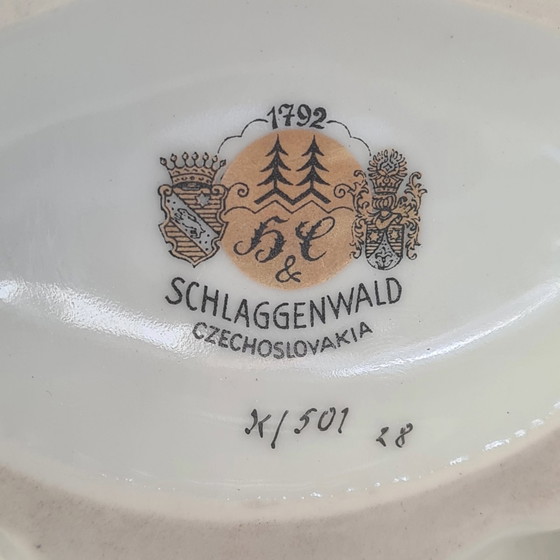 1792
H & C
SCHLAGGENWALD
CZECHOSLOVAKIA
X/501 28